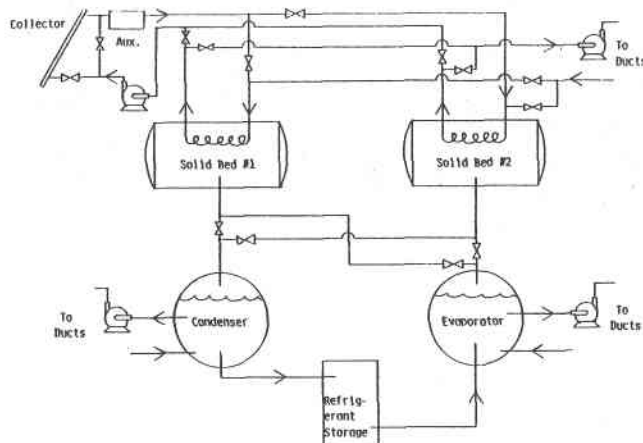 Collector
Aux.
To
Ducts
Solid Bed #1
Solid Bed #2
To
Ducts
Condenser
Evaporator
To
Ducts
Refrig-
erant
Storage